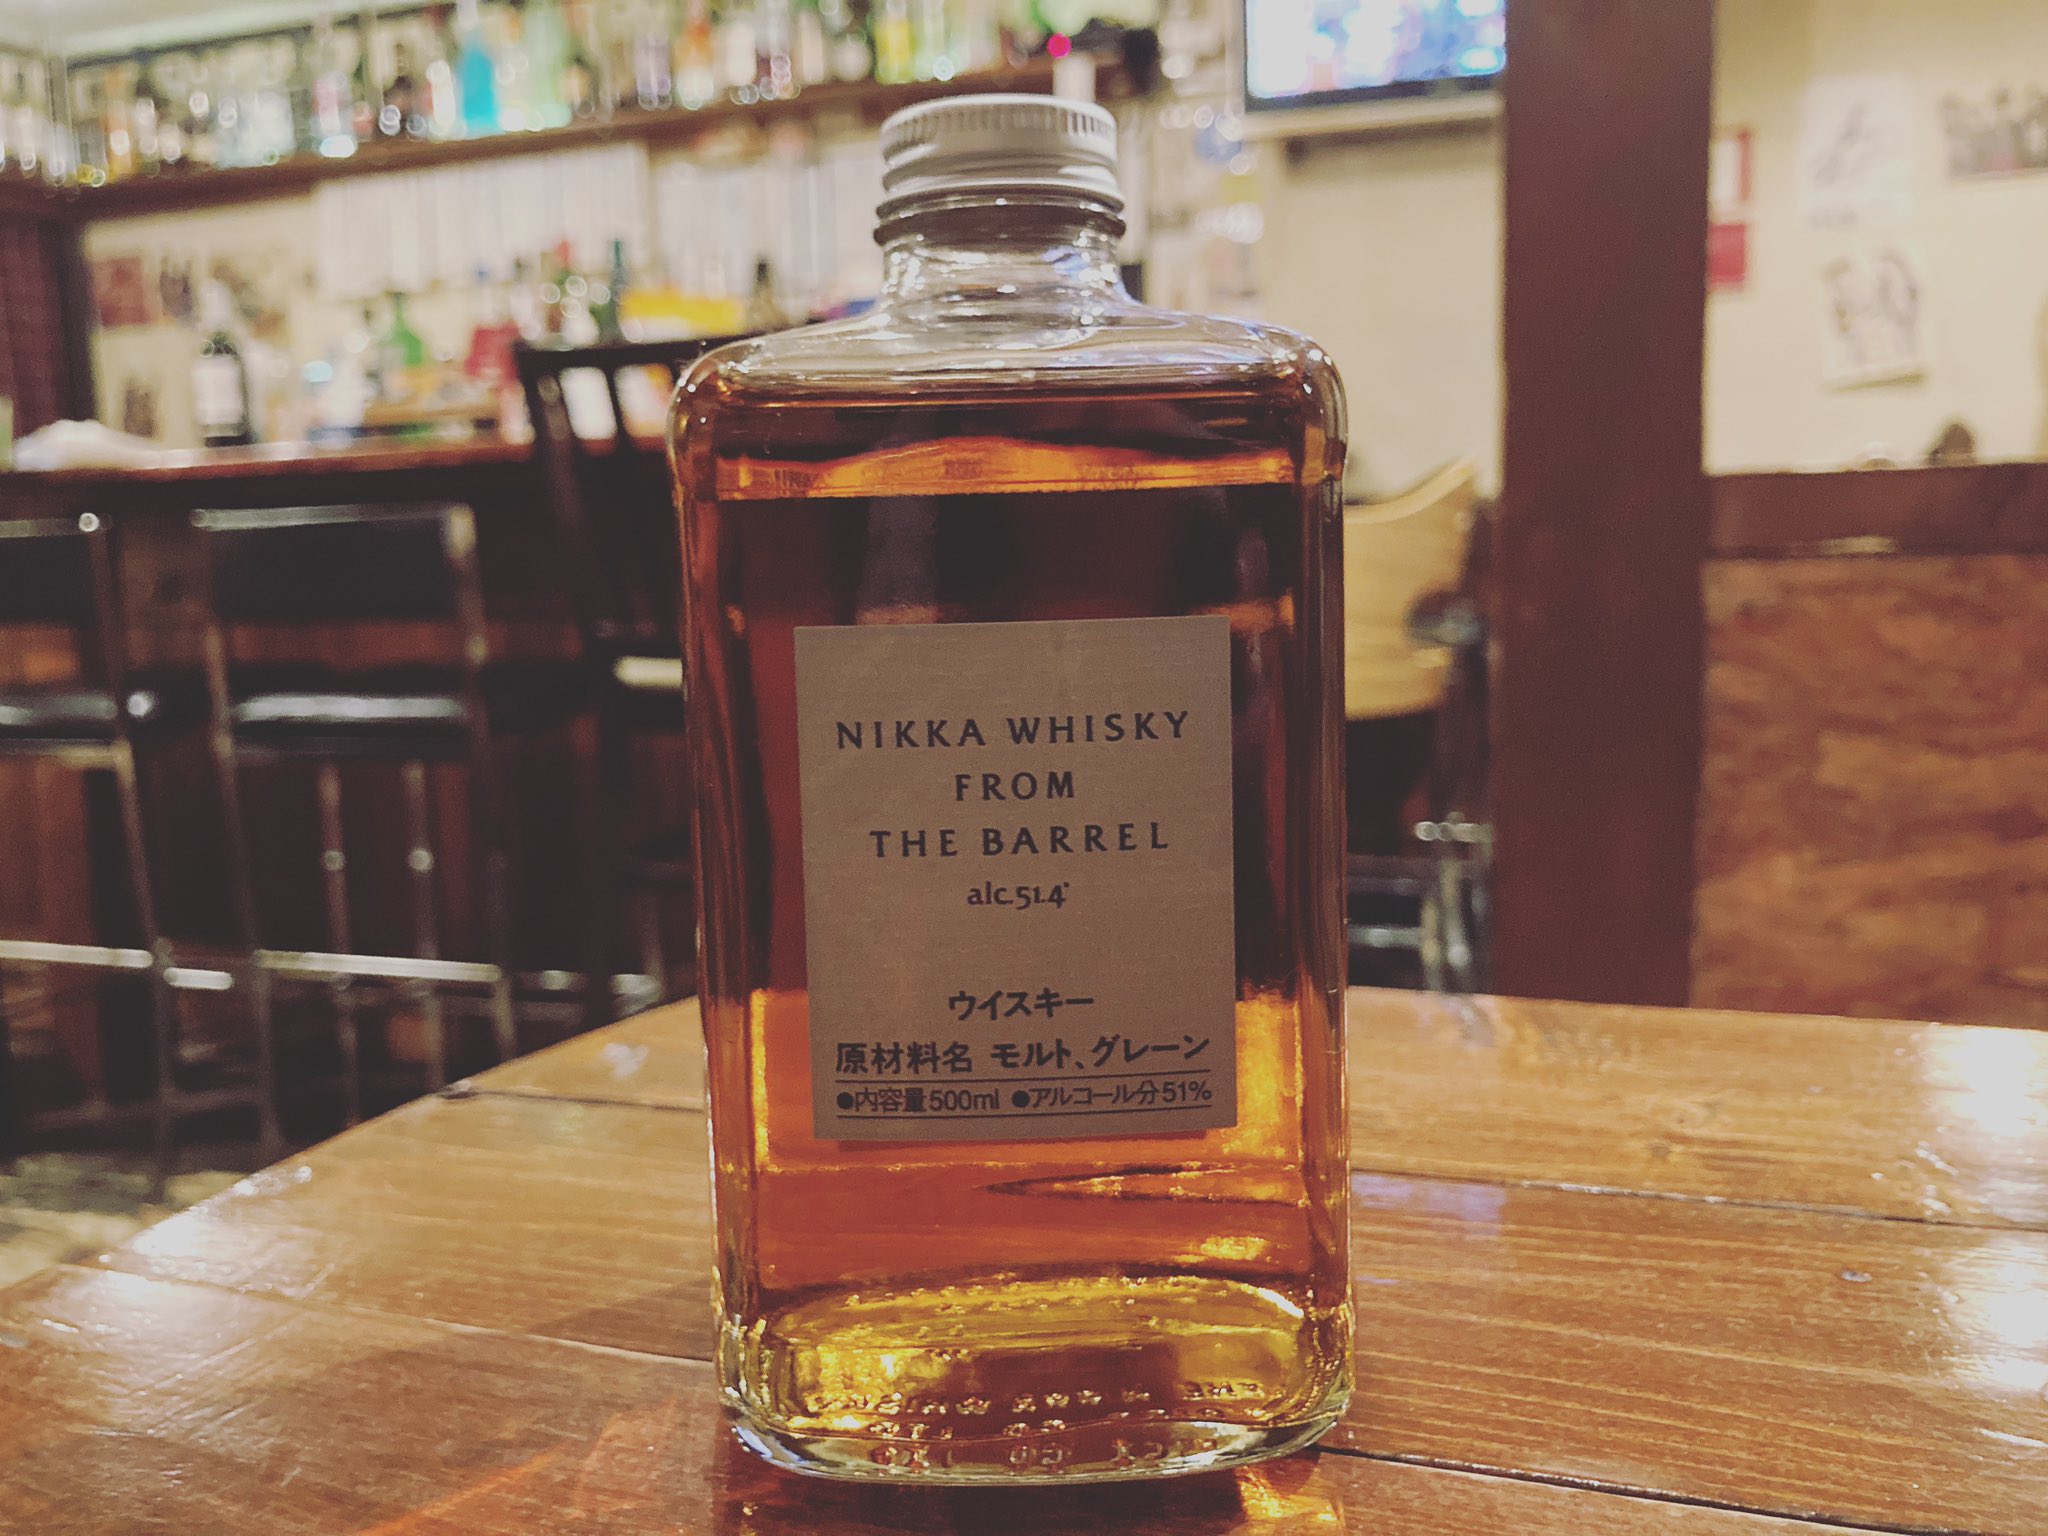 NIKKA WHISKY
FROM
THE BARREL
alc.51.4°
ウイスキー
原材料名 モルト、グレーン
●内容量500ml ●アルコール分51%